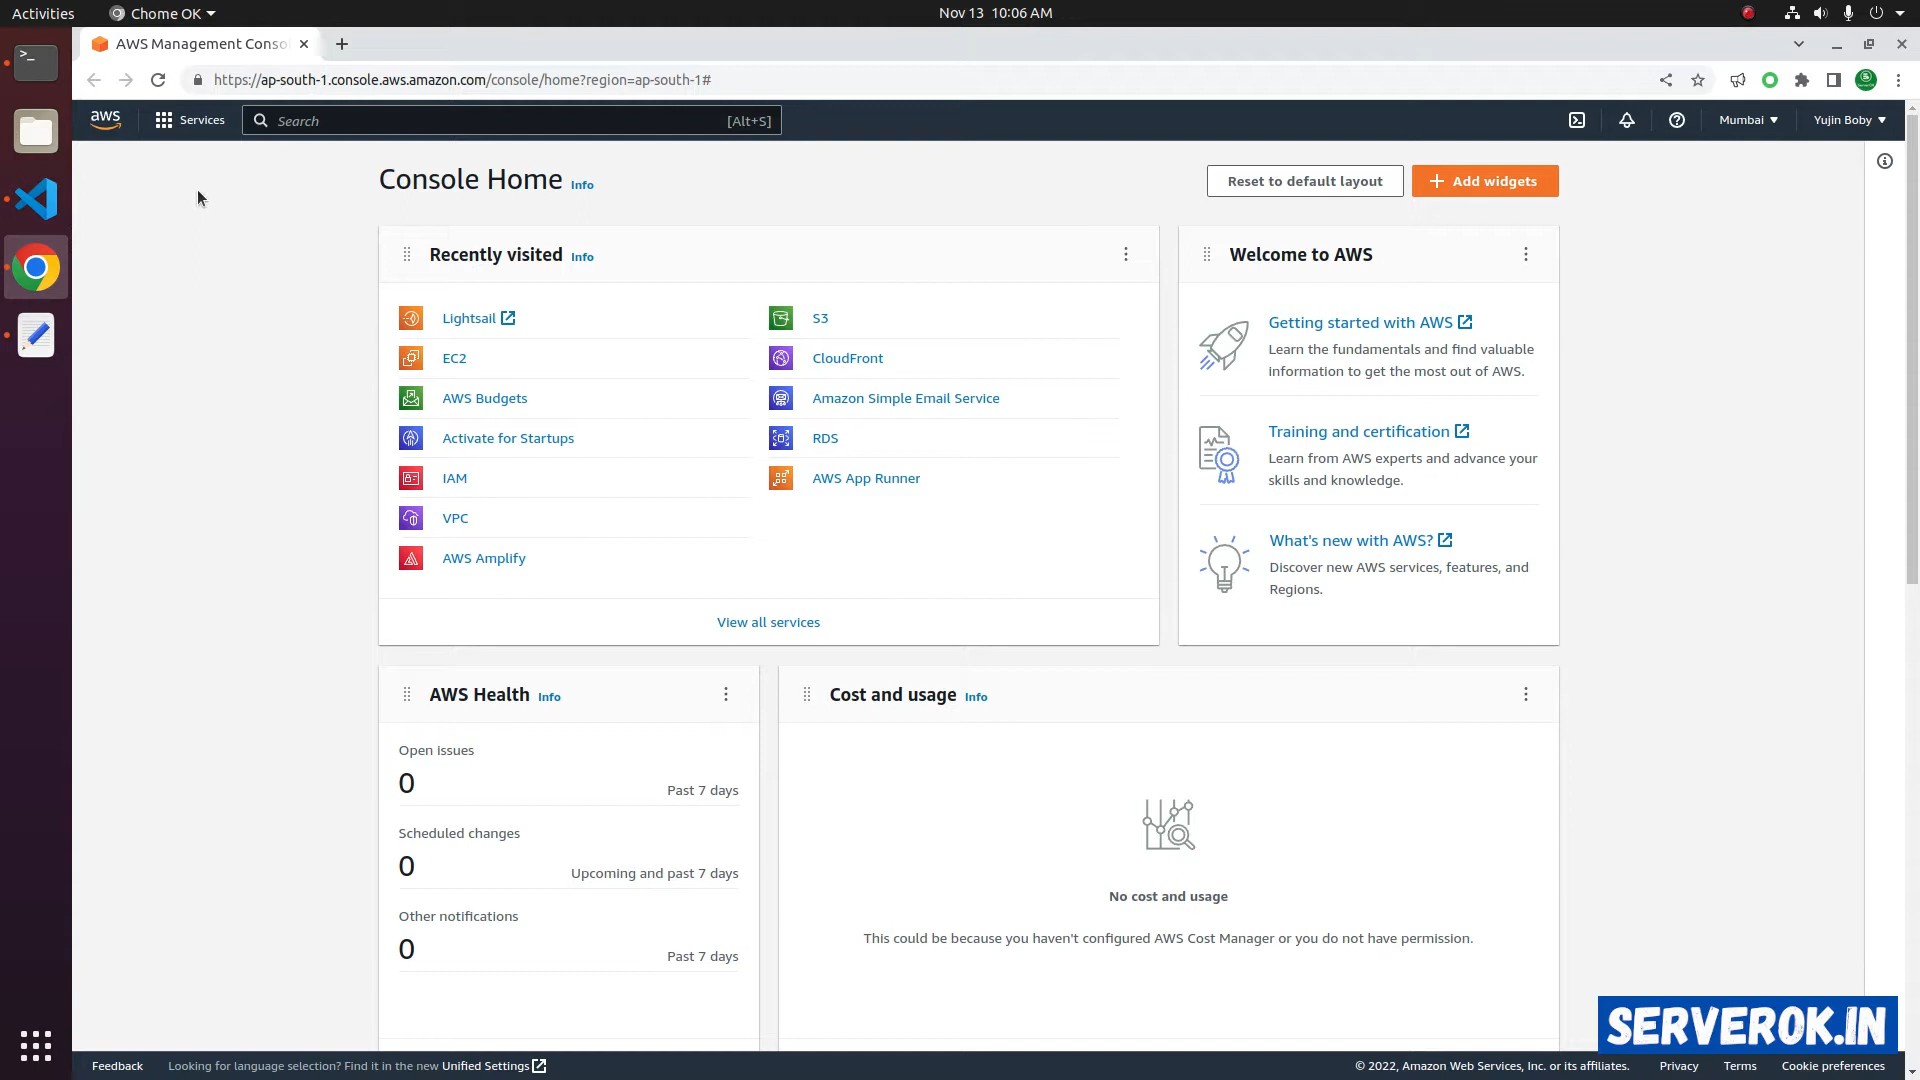 Activities
Chome OK
Nov 13 10:06 AM
AWS Management Conso
https://ap-south-1.console.aws.amazon.com/console/home?region=ap-south-1#
aws
Services
Search
[Alt+S]
Mumbai
Yujin Boby
Console Home Info
Reset to default layout
Add widgets
Recently visited Info
Lightsail
EC2
AWS Budgets
Activate for Startups
IAM
VPC
AWS Amplify
S3
CloudFront
Amazon Simple Email Service
RDS
AWS App Runner
View all services
Welcome to AWS
Getting started with AWS
Learn the fundamentals and find valuable
information to get the most out of AWS.
Training and certification
Learn from AWS experts and advance your
skills and knowledge.
What's new with AWS?
Discover new AWS services, features, and
Regions.
AWS Health Info
Open issues
0
Past 7 days
Scheduled changes
0
Upcoming and past 7 days
Other notifications
0
Past 7 days
Cost and usage Info
No cost and usage
This could be because you haven't configured AWS Cost Manager or you do not have permission.
SERVEROK.IN
Feedback
Looking for language selection? Find it in the new Unified Settings
© 2022, Amazon Web Services, Inc. or its affiliates.
Privacy
Terms
Cookie preferences